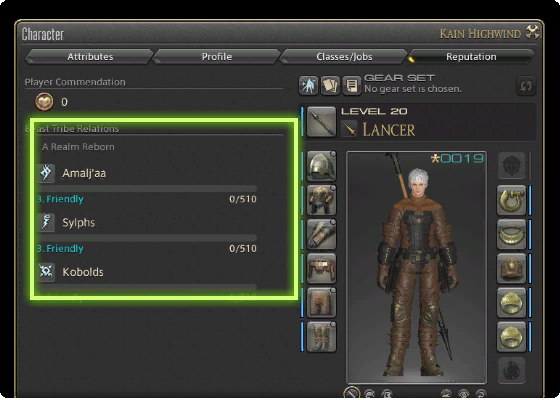 Character
KAIN HIGHWIND
Attributes
Profile
Classes/Jobs
Reputation
Player Commendation
0
Beast Tribe Relations
A Realm Reborn
Amalj'aa
3. Friendly
0/510
Sylphs
3. Friendly
0/510
Kobolds
GEAR SET
No gear set is chosen.
LEVEL 20
LANCER
0019